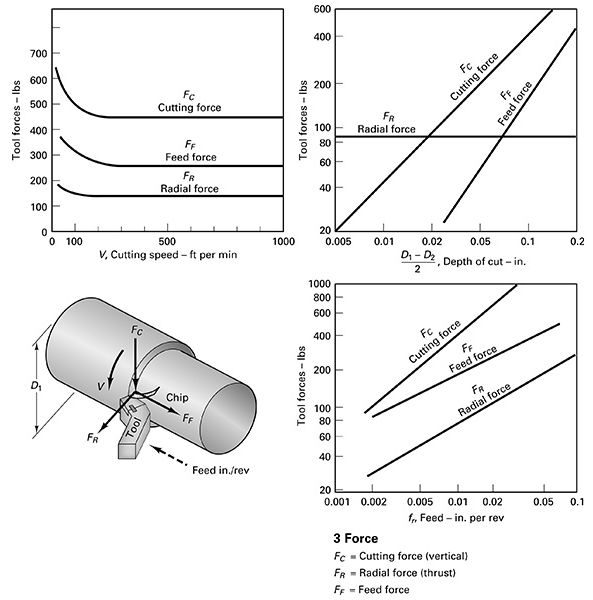 700
600
500
400
300
200
100
0
Tool forces – lbs
F_C
Cutting force
F_F
Feed force
F_R
Radial force
0 100 500 1000
V, Cutting speed – ft per min
600
400
200
100
80
60
40
20
Tool forces – lbs
F_C
Cutting force
F_F
Feed force
F_R
Radial force
0.005 0.01 0.02 0.05 0.1 0.2
D₁ – D₂
2
, Depth of cut – in.
F_C
D₁
V
Chip
F_F
F_R
Tool
Feed in./rev
1000
800
600
400
200
100
80
60
40
20
Tool forces – lbs
F_C
Cutting force
F_F
Feed force
F_R
Radial force
0.001 0.002 0.005 0.01 0.02 0.05 0.1
f_r, Feed – in. per rev
3 Force
F_C = Cutting force (vertical)
F_R = Radial force (thrust)
F_F = Feed force